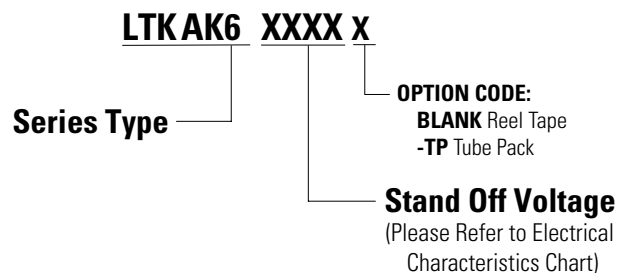 LTKAK6 XXXX x
OPTION CODE:
BLANK Reel Tape
-TP Tube Pack
Series Type
Stand Off Voltage
(Please Refer to Electrical
Characteristics Chart)